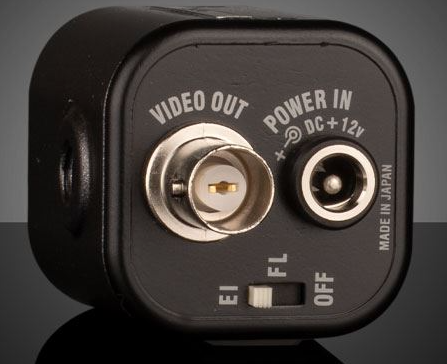 VIDEO OUT
POWER IN
DC+12v
MADE IN JAPAN
EI
FL
OFF